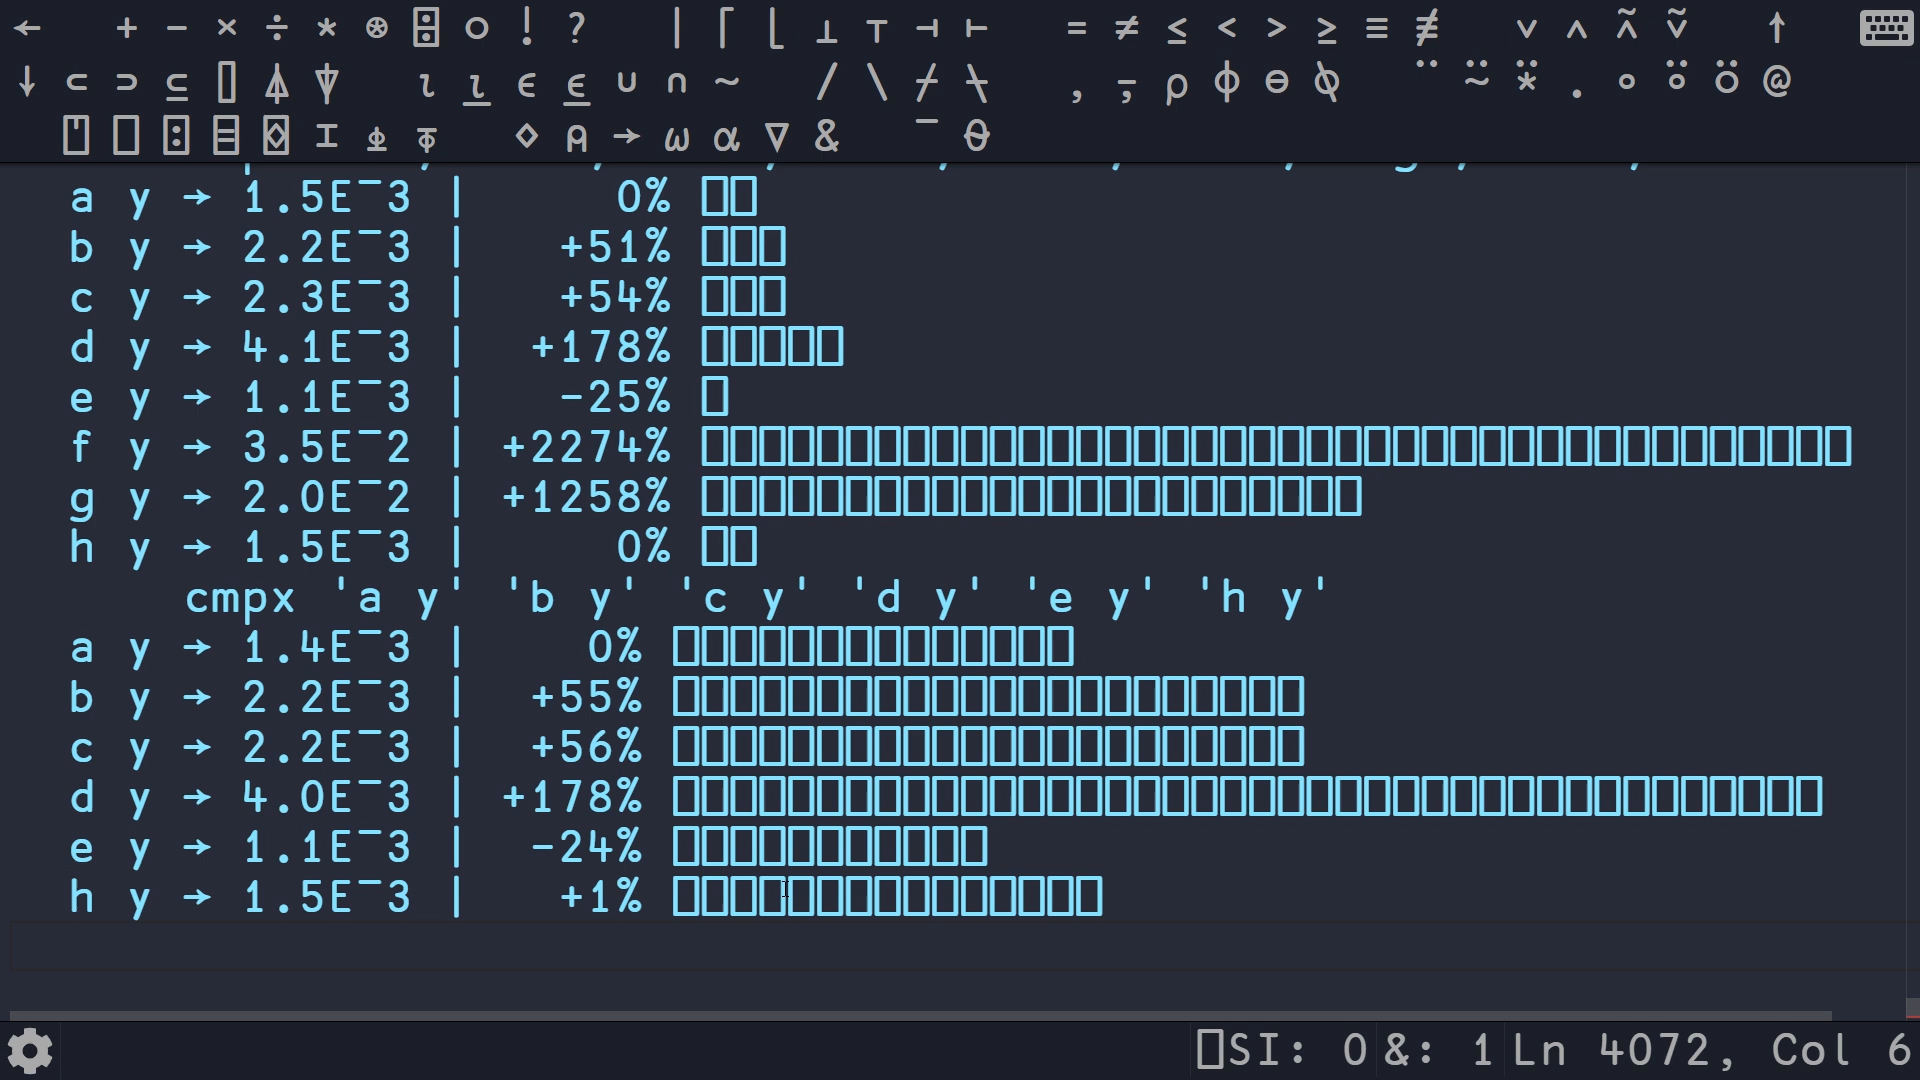 ← + − × ÷ * ⍟ ⌹ ○ ! ? | ⌈ ⌊ ⊥ ⊤ ⊣ ⊢ = ≠ ≤ < > ≥ ≡ ≢ ∨ ∧ ⍲ ⍱ ↑
↓ ⊂ ⊃ ⊆ ⌷ ⍋ ⍒ ⍳ ⍸ ∊ ⍷ ∪ ∩ ~ / \ ⌿ ⍀ , ⍪ ⍴ ⌽ ⊖ ⍉ ¨ ⍨ ⍣ . ∘ ⍤ ⍥ @
⍞ ⎕ ⍠ ⌸ ⌺ ⌶ ⍎ ⍕ ⋄ ⍝ → ⍵ ⍺ ∇ & ¯ ⍬
a y → 1.5E¯3 | 0% ⎕⎕
b y → 2.2E¯3 | +51% ⎕⎕⎕
c y → 2.3E¯3 | +54% ⎕⎕⎕
d y → 4.1E¯3 | +178% ⎕⎕⎕⎕⎕
e y → 1.1E¯3 | -25% ⎕
f y → 3.5E¯2 | +2274% ⎕⎕⎕⎕⎕⎕⎕⎕⎕⎕⎕⎕⎕⎕⎕⎕⎕⎕⎕⎕⎕⎕⎕⎕⎕⎕⎕⎕⎕⎕⎕⎕⎕⎕⎕⎕⎕⎕⎕⎕
g y → 2.0E¯2 | +1258% ⎕⎕⎕⎕⎕⎕⎕⎕⎕⎕⎕⎕⎕⎕⎕⎕⎕⎕⎕⎕⎕⎕⎕
h y → 1.5E¯3 | 0% ⎕⎕
cmpx 'a y' 'b y' 'c y' 'd y' 'e y' 'h y'
a y → 1.4E¯3 | 0% ⎕⎕⎕⎕⎕⎕⎕⎕⎕⎕⎕⎕⎕⎕
b y → 2.2E¯3 | +55% ⎕⎕⎕⎕⎕⎕⎕⎕⎕⎕⎕⎕⎕⎕⎕⎕⎕⎕⎕⎕⎕⎕
c y → 2.2E¯3 | +56% ⎕⎕⎕⎕⎕⎕⎕⎕⎕⎕⎕⎕⎕⎕⎕⎕⎕⎕⎕⎕⎕⎕
d y → 4.0E¯3 | +178% ⎕⎕⎕⎕⎕⎕⎕⎕⎕⎕⎕⎕⎕⎕⎕⎕⎕⎕⎕⎕⎕⎕⎕⎕⎕⎕⎕⎕⎕⎕⎕⎕⎕⎕⎕⎕⎕⎕⎕⎕
e y → 1.1E¯3 | -24% ⎕⎕⎕⎕⎕⎕⎕⎕⎕⎕⎕
h y → 1.5E¯3 | +1% ⎕⎕⎕⎕⎕⎕⎕⎕⎕⎕⎕⎕⎕⎕⎕
⎕SI: 0 &: 1 Ln 4072, Col 6